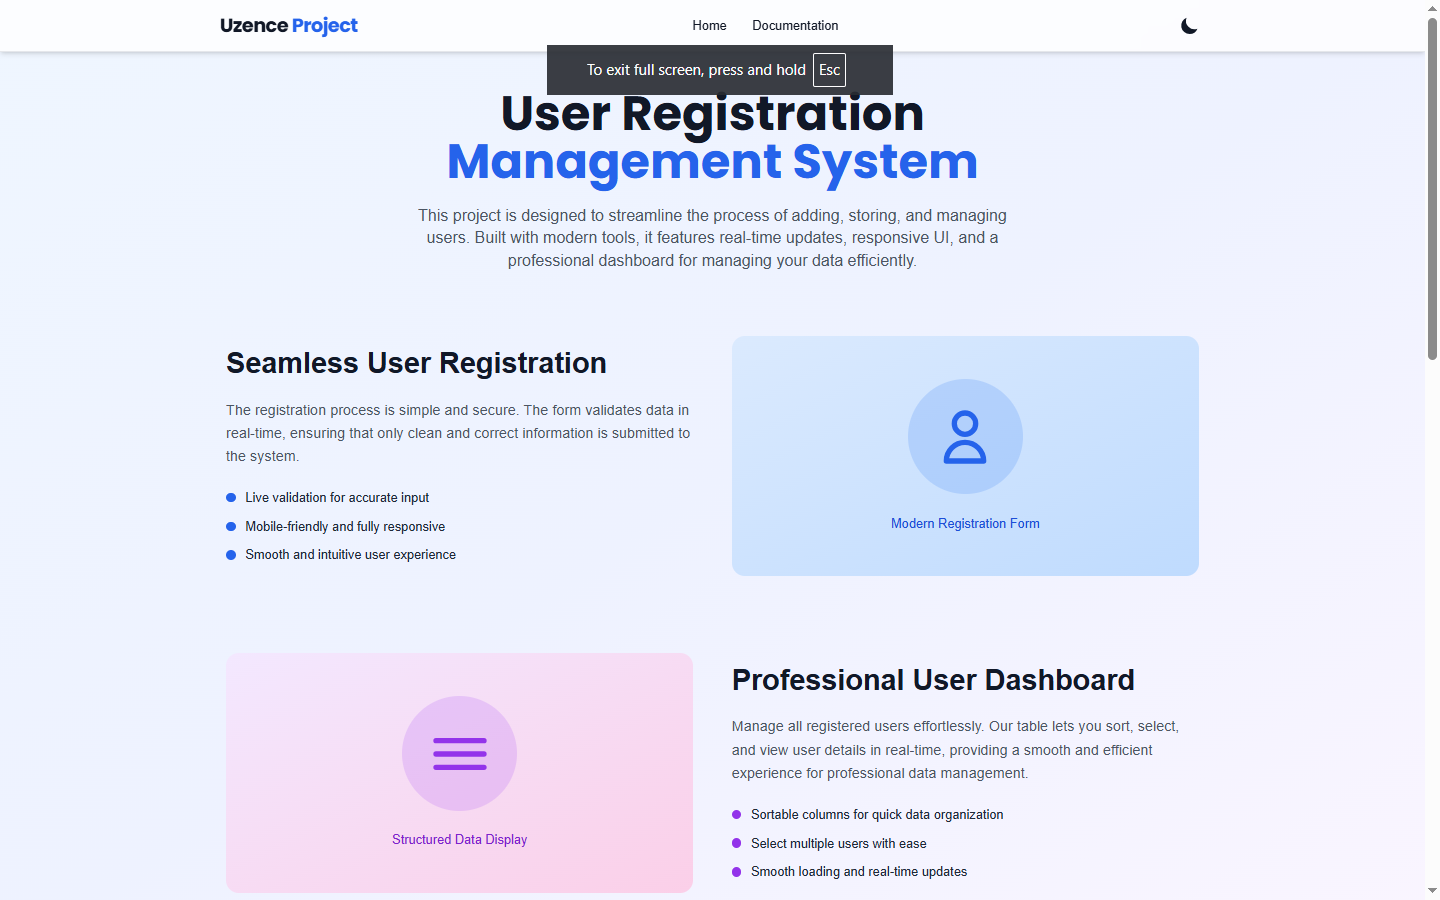 Uzence Project
Home
Documentation
To exit full screen, press and hold Esc
User Registration
Management System
This project is designed to streamline the process of adding, storing, and managing
users. Built with modern tools, it features real-time updates, responsive UI, and a
professional dashboard for managing your data efficiently.
Seamless User Registration
The registration process is simple and secure. The form validates data in
real-time, ensuring that only clean and correct information is submitted to
the system.
Live validation for accurate input
Mobile-friendly and fully responsive
Smooth and intuitive user experience
Modern Registration Form
Structured Data Display
Professional User Dashboard
Manage all registered users effortlessly. Our table lets you sort, select,
and view user details in real-time, providing a smooth and efficient
experience for professional data management.
Sortable columns for quick data organization
Select multiple users with ease
Smooth loading and real-time updates